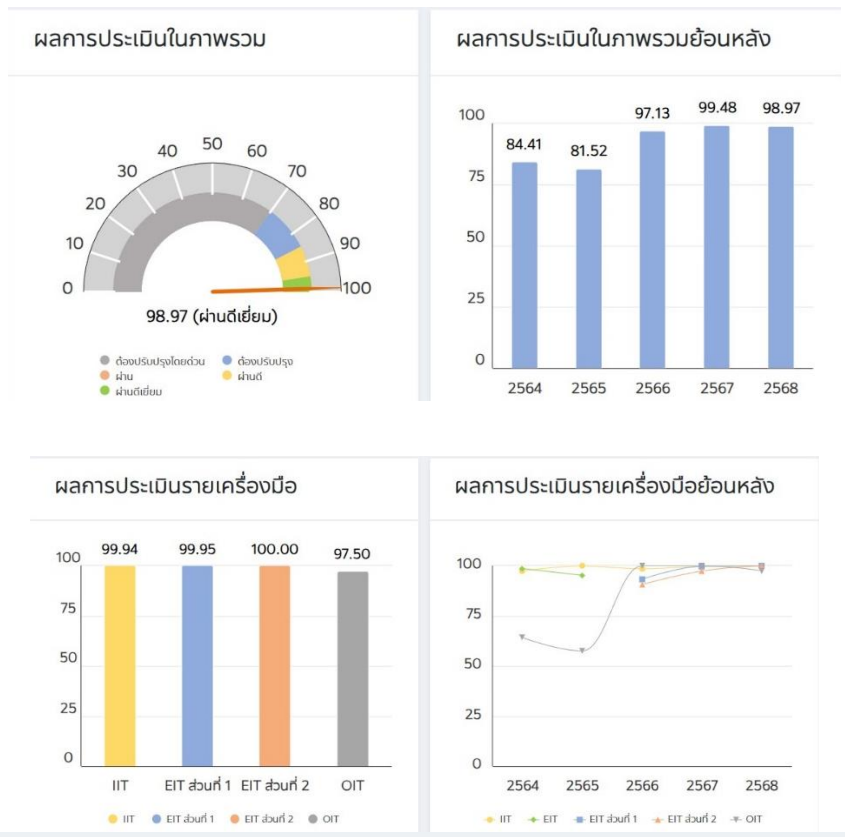 ผลการประเมินในภาพรวม
0
10
20
30
40
50
60
70
80
90
100
98.97 (ผ่านดีเยี่ยม)
ต้องปรับปรุงโดยด่วน ต้องปรับปรุง
ผ่าน ผ่านดี
ผ่านดีเยี่ยม
ผลการประเมินในภาพรวมย้อนหลัง
100
75
50
25
0
84.41 81.52 97.13 99.48 98.97
2564 2565 2566 2567 2568
ผลการประเมินรายเครื่องมือ
100
75
50
25
0
99.94 99.95 100.00 97.50
IIT EIT ส่วนที่ 1 EIT ส่วนที่ 2 OIT
IIT EIT ส่วนที่ 1 EIT ส่วนที่ 2 OIT
ผลการประเมินรายเครื่องมือย้อนหลัง
100
75
50
25
0
2564 2565 2566 2567 2568
IIT EIT EIT ส่วนที่ 1 EIT ส่วนที่ 2 OIT